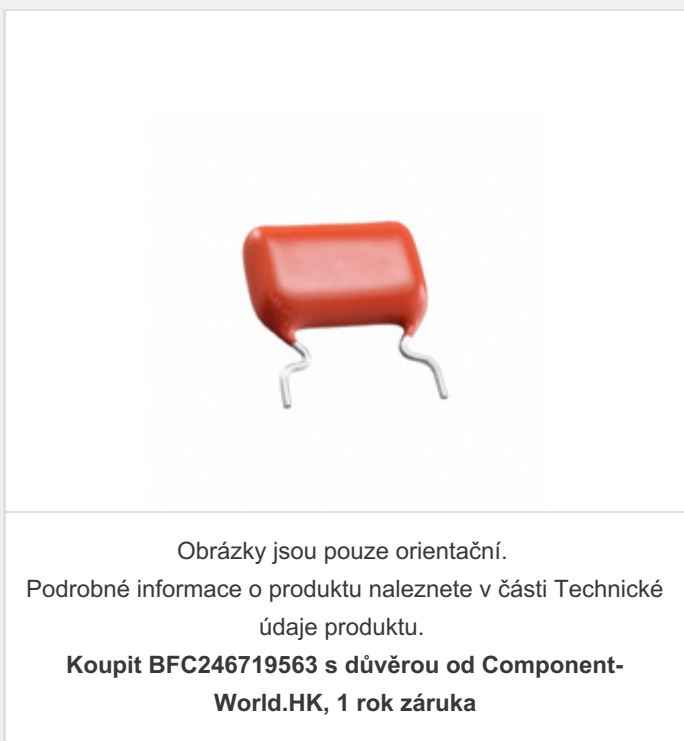 Obrázky jsou pouze orientační.
Podrobné informace o produktu naleznete v části Technické
údaje produktu.
Koupit BFC246719563 s důvěrou od Component-
World.HK, 1 rok záruka